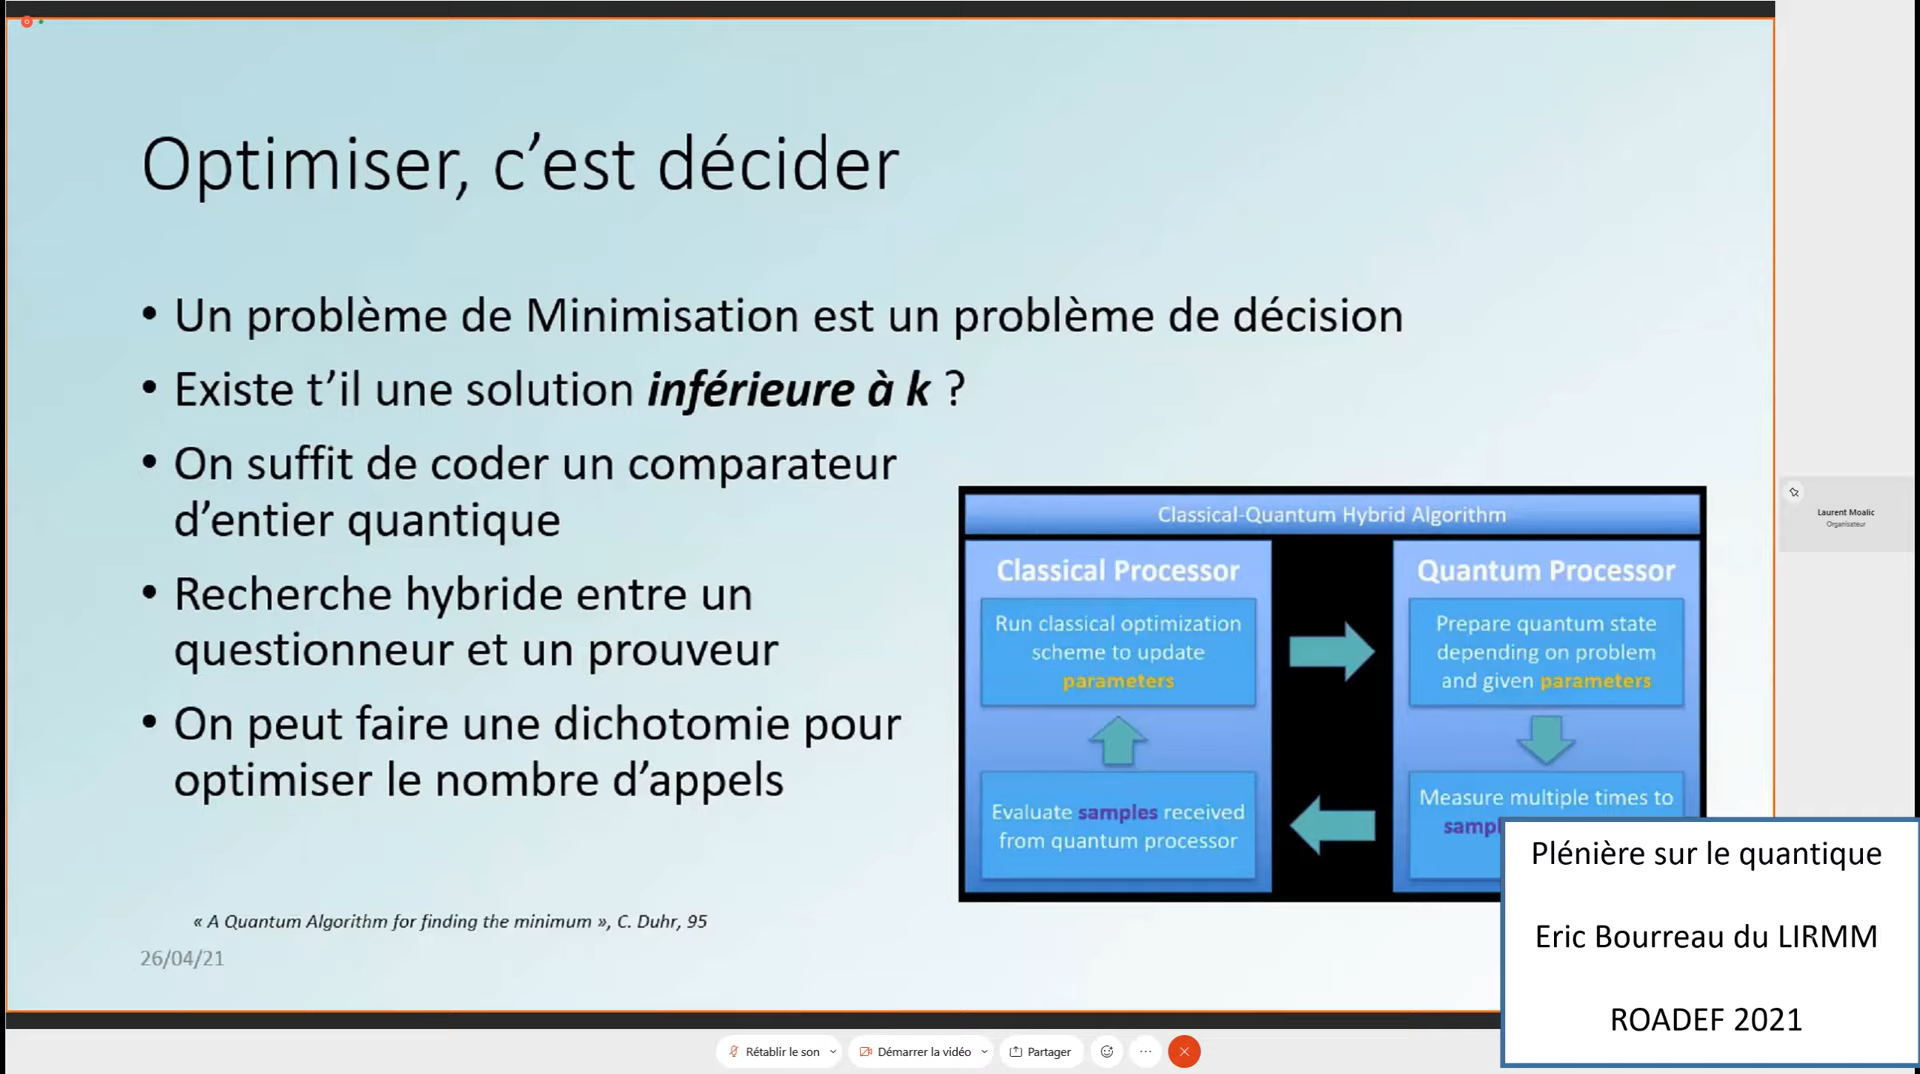 Optimiser, c’est décider
• Un problème de Minimisation est un problème de décision
• Existe t’il une solution inférieure à k ?
• On suffit de coder un comparateur
d’entier quantique
• Recherche hybride entre un
questionneur et un prouveur
• On peut faire une dichotomie pour
optimiser le nombre d’appels
« A Quantum Algorithm for finding the minimum », C. Duhr, 95
26/04/21
Classical-Quantum Hybrid Algorithm
Classical Processor
Run classical optimization
scheme to update
parameters
Evaluate samples received
from quantum processor
Quantum Processor
Prepare quantum state
depending on problem
and given parameters
Measure multiple times to
Plénière sur le quantique
Eric Bourreau du LIRMM
ROADEF 2021
Laurent Moalic
Organisateur
Rétablir le son
Démarrer la vidéo
Partager